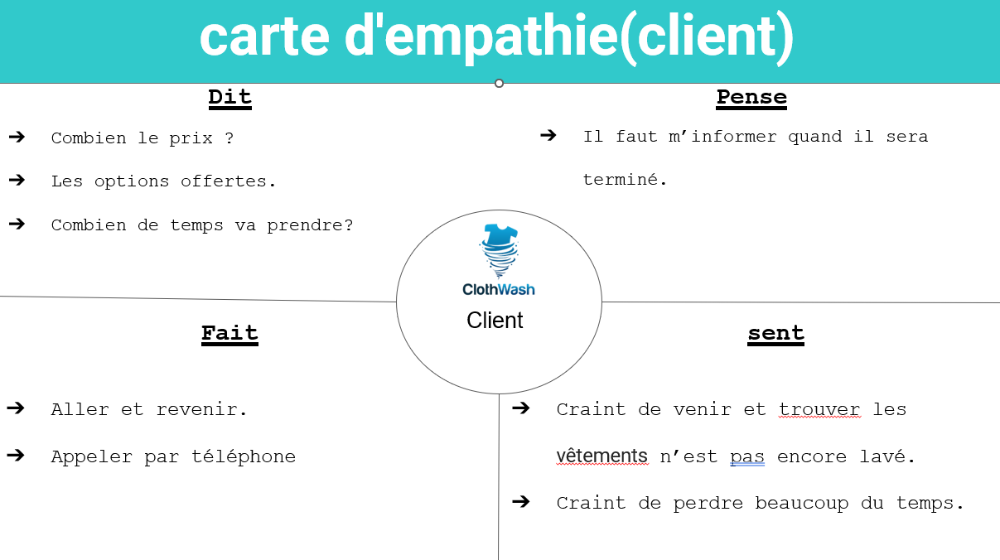 carte d'empathie(client)
Dit
➔ Combien le prix ?
➔ Les options offertes.
➔ Combien de temps va prendre?
Pense
➔ Il faut m’informer quand il sera
terminé.
ClothWash
Client
Fait
➔ Aller et revenir.
➔ Appeler par téléphone
sent
➔ Craint de venir et trouver les
vêtements n’est pas encore lavé.
➔ Craint de perdre beaucoup du temps.